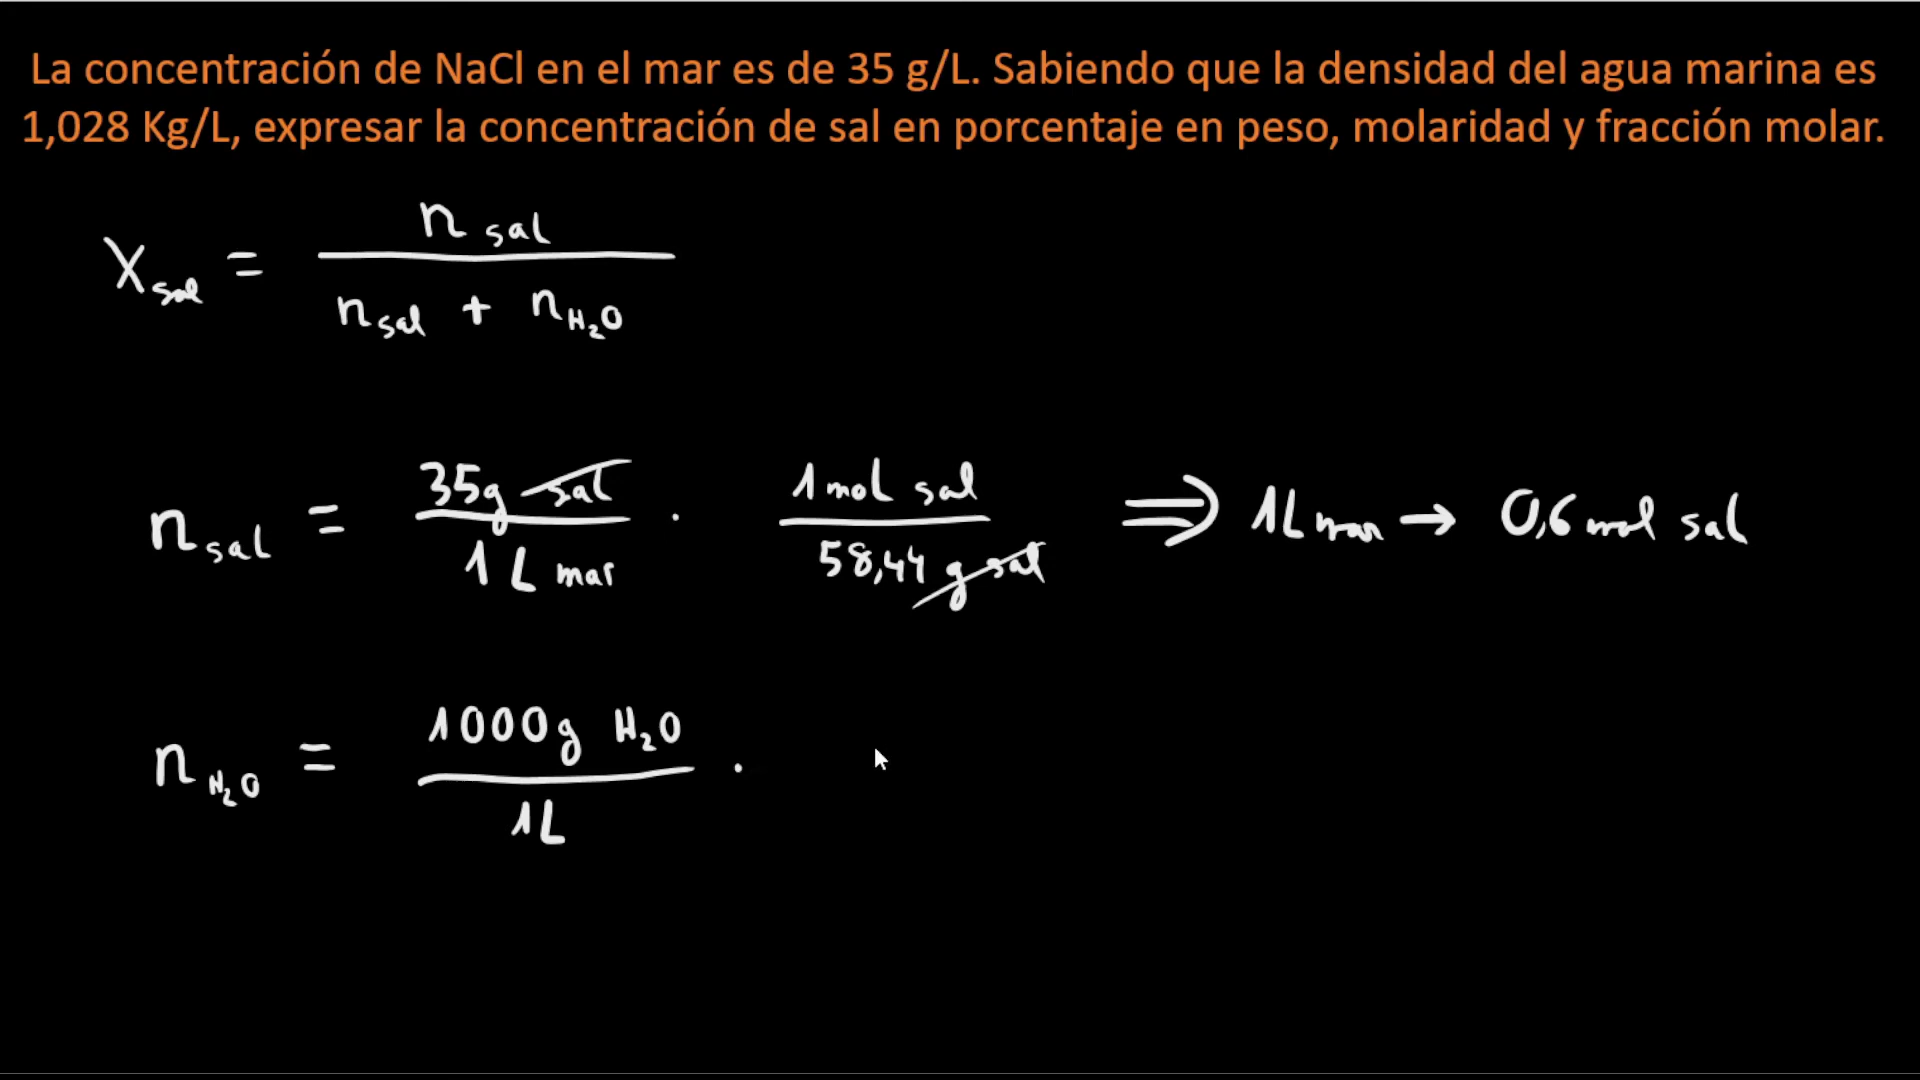 La concentración de NaCl en el mar es de 35 g/L. Sabiendo que la densidad del agua marina es
1,028 Kg/L, expresar la concentración de sal en porcentaje en peso, molaridad y fracción molar.
X sal = n sal / n sal + n H₂O
n sal = 35g sal / 1 L mar · 1 mol sal / 58,44 g sal ⇒ 1L mar → 0,6 mol sal
n H₂O = 1000g H₂O / 1L ·